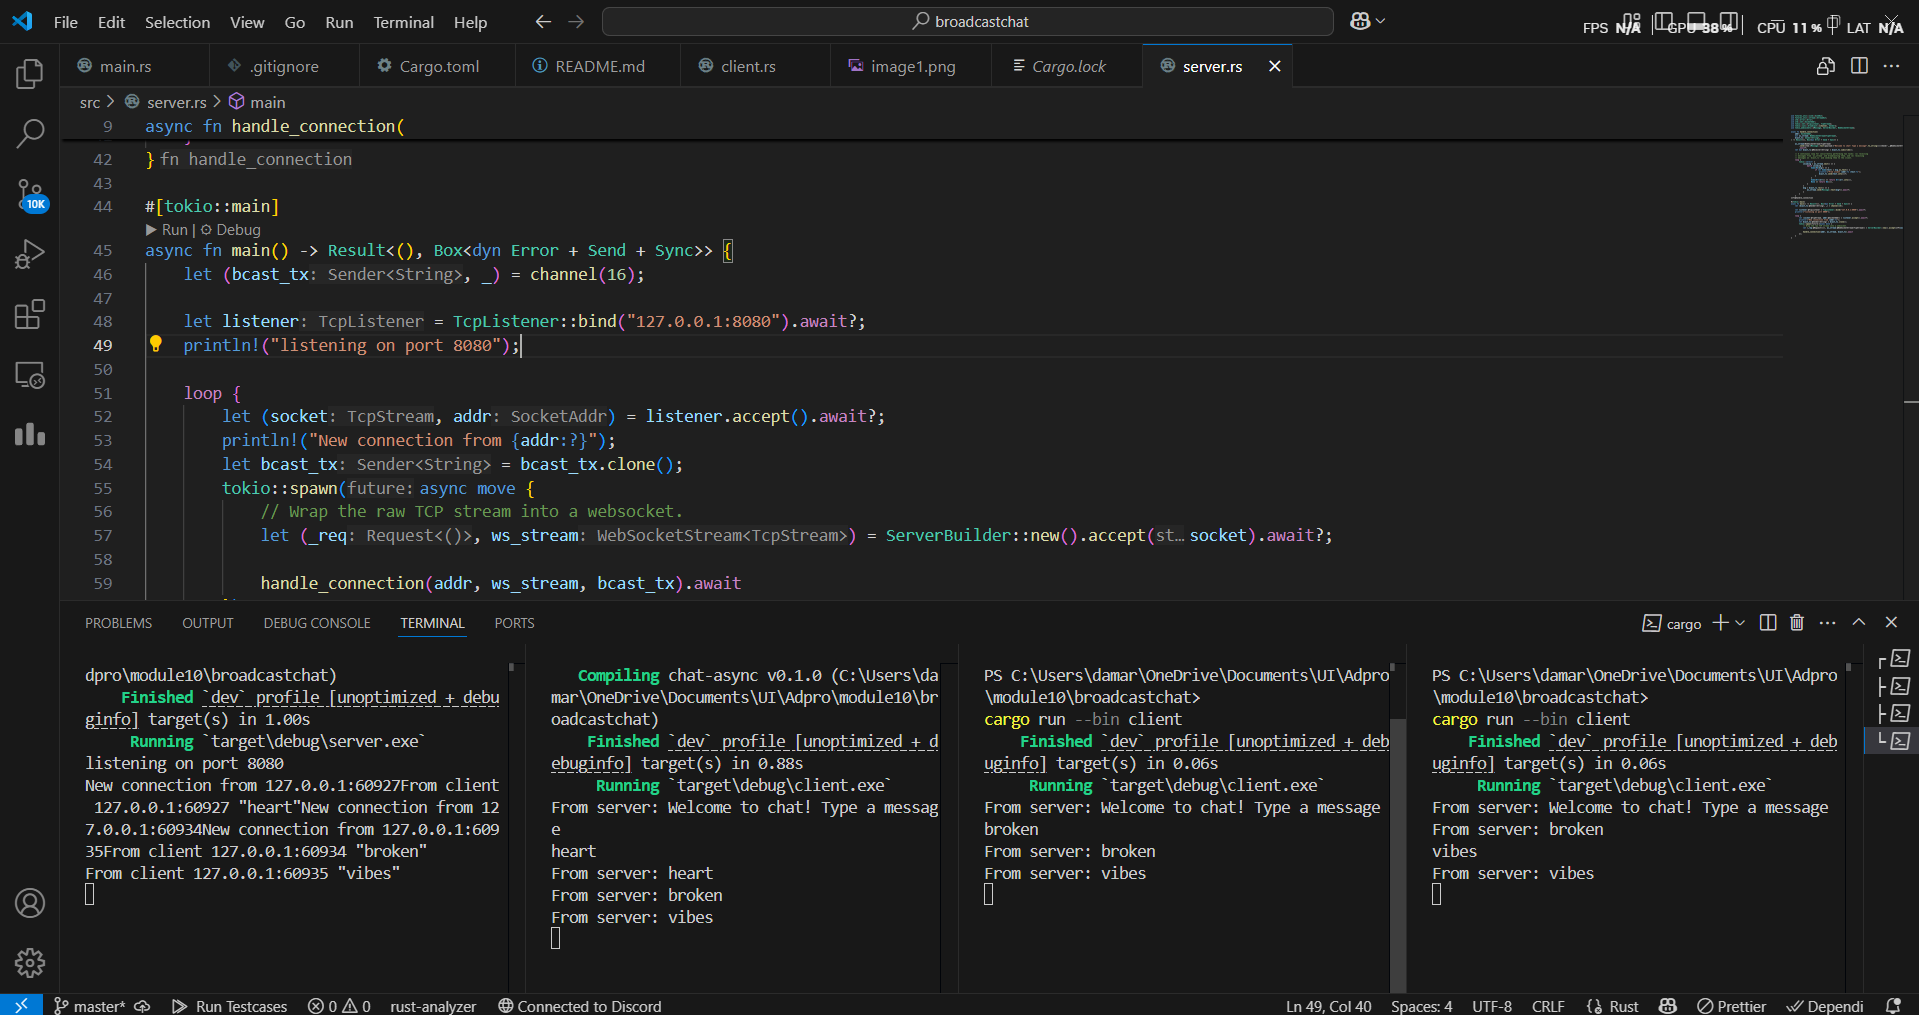 File Edit Selection View Go Run Terminal Help
broadcastchat
FPS N/A GPU 38% CPU 11% LAT N/A
main.rs .gitignore Cargo.toml README.md client.rs image1.png Cargo.lock server.rs
src > server.rs > main
9 async fn handle_connection(
42 } fn handle_connection
43
44 #[tokio::main]
Run | Debug
45 async fn main() -> Result<(), Box<dyn Error + Send + Sync>> {
46 let (bcast_tx: Sender<String>, _) = channel(16);
47
48 let listener: TcpListener = TcpListener::bind("127.0.0.1:8080").await?;
49 println!("listening on port 8080");
50
51 loop {
52 let (socket: TcpStream, addr: SocketAddr) = listener.accept().await?;
53 println!("New connection from {addr:?}");
54 let bcast_tx: Sender<String> = bcast_tx.clone();
55 tokio::spawn(future: async move {
56 // Wrap the raw TCP stream into a websocket.
57 let (_req: Request<()>, ws_stream: WebSocketStream<TcpStream>) = ServerBuilder::new().accept(st… socket).await?;
58
59 handle_connection(addr, ws_stream, bcast_tx).await
PROBLEMS OUTPUT DEBUG CONSOLE TERMINAL PORTS
cargo
dpro\module10\broadcastchat)
Finished `dev` profile [unoptimized + debu
ginfo] target(s) in 1.00s
Running `target\debug\server.exe`
listening on port 8080
New connection from 127.0.0.1:60927From client
127.0.0.1:60927 "heart"New connection from 12
7.0.0.1:60934New connection from 127.0.0.1:609
35From client 127.0.0.1:60934 "broken"
From client 127.0.0.1:60935 "vibes"
Compiling chat-async v0.1.0 (C:\Users\da
mar\OneDrive\Documents\UI\Adpro\module10\br
oadcastchat)
Finished `dev` profile [unoptimized + d
ebuginfo] target(s) in 0.88s
Running `target\debug\client.exe`
From server: Welcome to chat! Type a messag
e
heart
From server: heart
From server: broken
From server: vibes
PS C:\Users\damar\OneDrive\Documents\UI\Adpro
\module10\broadcastchat>
cargo run --bin client
Finished `dev` profile [unoptimized + deb
uginfo] target(s) in 0.06s
Running `target\debug\client.exe`
From server: Welcome to chat! Type a message
broken
From server: broken
From server: vibes
PS C:\Users\damar\OneDrive\Documents\UI\Adpro
\module10\broadcastchat>
cargo run --bin client
Finished `dev` profile [unoptimized + deb
uginfo] target(s) in 0.06s
Running `target\debug\client.exe`
From server: Welcome to chat! Type a message
From server: broken
vibes
From server: vibes
10K
master* Run Testcases 0 0 rust-analyzer Connected to Discord Ln 49, Col 40 Spaces: 4 UTF-8 CRLF {} Rust Prettier Dependi